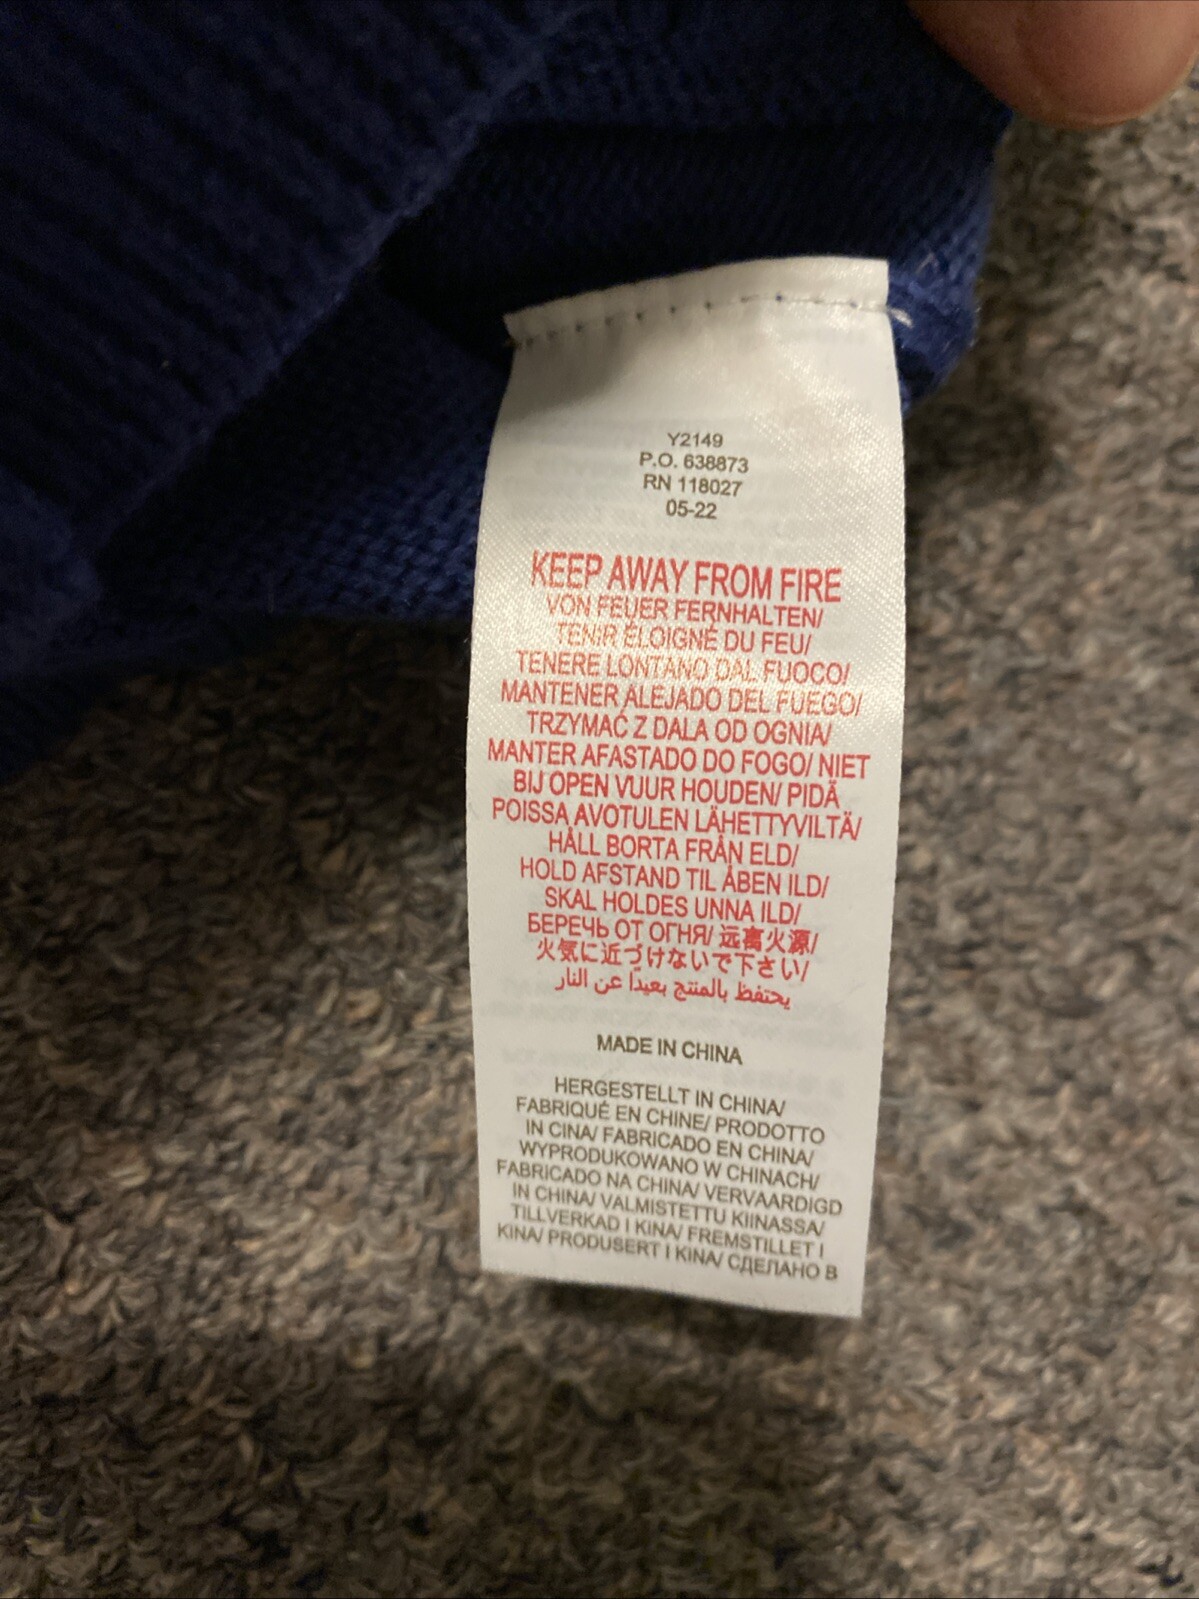 Y2149
P.O. 638873
RN 118027
05-22
KEEP AWAY FROM FIRE
VON FEUER FERNHALTEN/
TENIR ÉLOIGNÉ DU FEU/
TENERE LONTANO DAL FUOCO/
MANTENER ALEJADO DEL FUEGO/
TRZYMAĆ Z DALA OD OGNIA/
MANTER AFASTADO DO FOGO/ NIET
BIJ OPEN VUUR HOUDEN/ PIDÄ
POISSA AVOTULEN LÄHETTYVILTÄ/
HÅLL BORTA FRÅN ELD/
HOLD AFSTAND TIL ÅBEN ILD/
SKAL HOLDES UNNA ILD/
БЕРЕЧЬ ОТ ОГНЯ/ 远离火源/
火気に近づけないで下さい/
يحتفظ بالمنتج بعيدًا عن النار
MADE IN CHINA
HERGESTELLT IN CHINA/
FABRIQUÉ EN CHINE/ PRODOTTO
IN CINA/ FABRICADO EN CHINA/
WYPRODUKOWANO W CHINACH/
FABRICADO NA CHINA/ VERVAARDIGD
IN CHINA/ VALMISTETTU KIINASSA/
TILLVERKAD I KINA/ FREMSTILLET I
KINA/ PRODUSERT I KINA/ СДЕЛАНО В